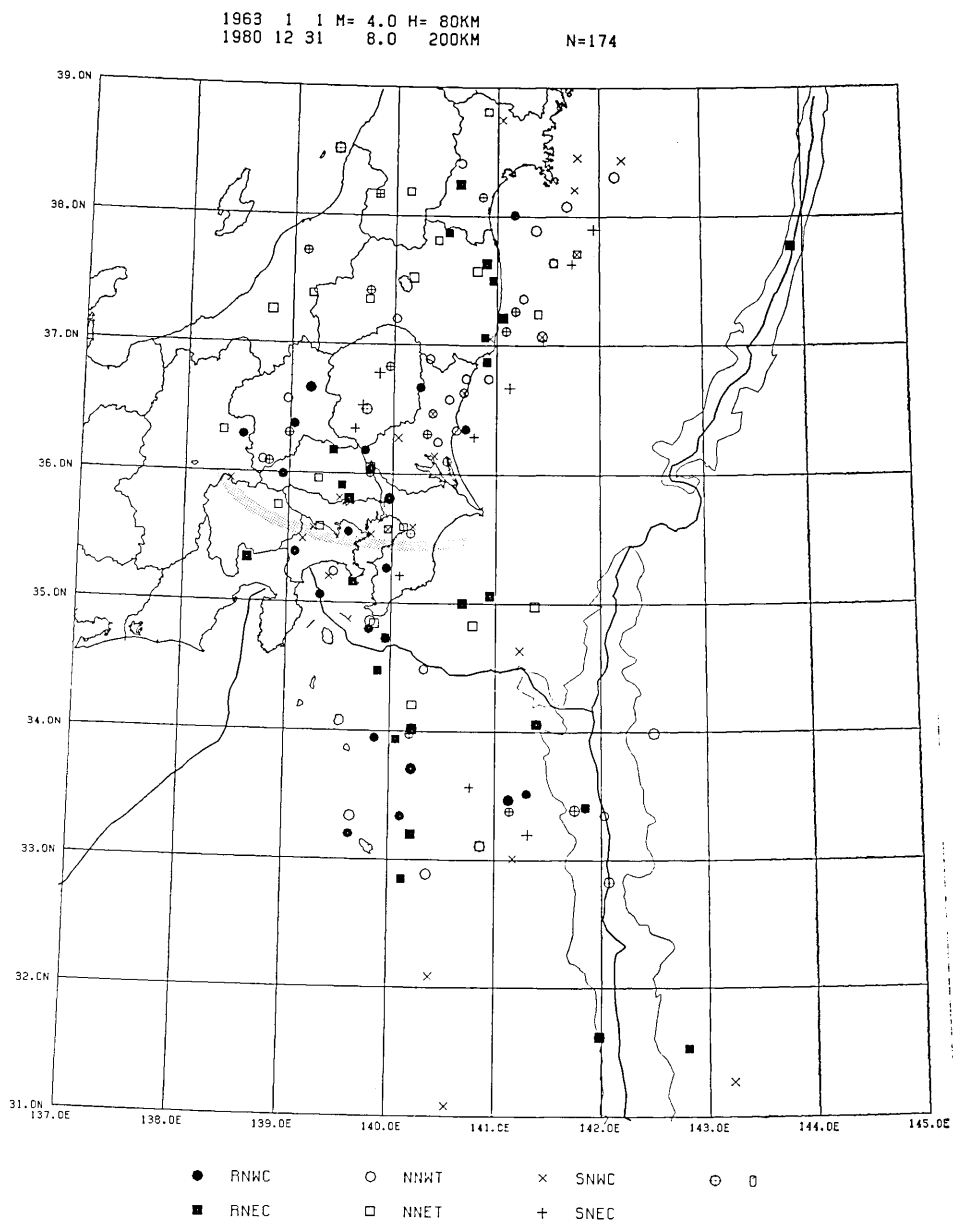 1963 1 1 M= 4.0 H= 80KM
1980 12 31 8.0 200KM N=174
39.0N
38.0N
37.0N
36.0N
35.0N
34.0N
33.0N
32.0N
31.0N
137.0E 138.0E 139.0E 140.0E 141.0E 142.0E 143.0E 144.0E 145.0E
RNWC NNWT SNWC 0
RNEC NNET SNEC